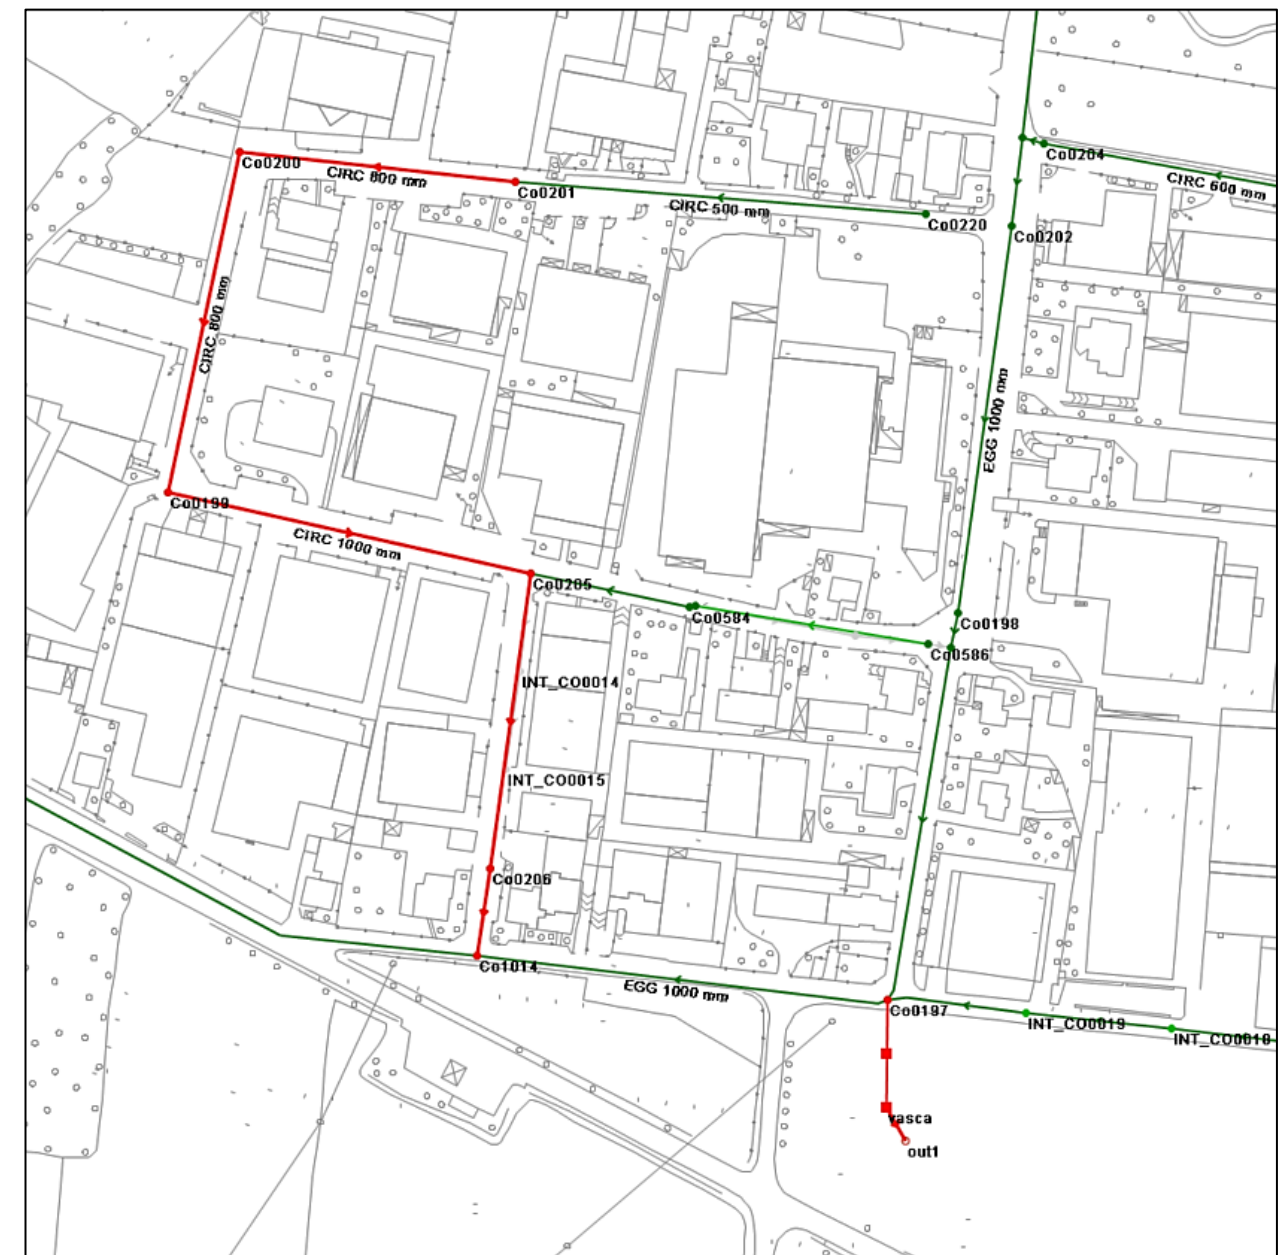 Co0204
Co0200
CIRC 800 mm
CIRC 600 mm
Co0201
CIRC 500 mm
Co0220
Co0202
CIRC 800 mm
EGG 1000 mm
Co0199
CIRC 1000 mm
Co0205
Co0584
Co0198
Co0586
INT_CO0014
INT_CO0015
Co0206
Co1014
EGG 1000 mm
Co0197
INT_CO0019
INT_CO0018
vasca
out1